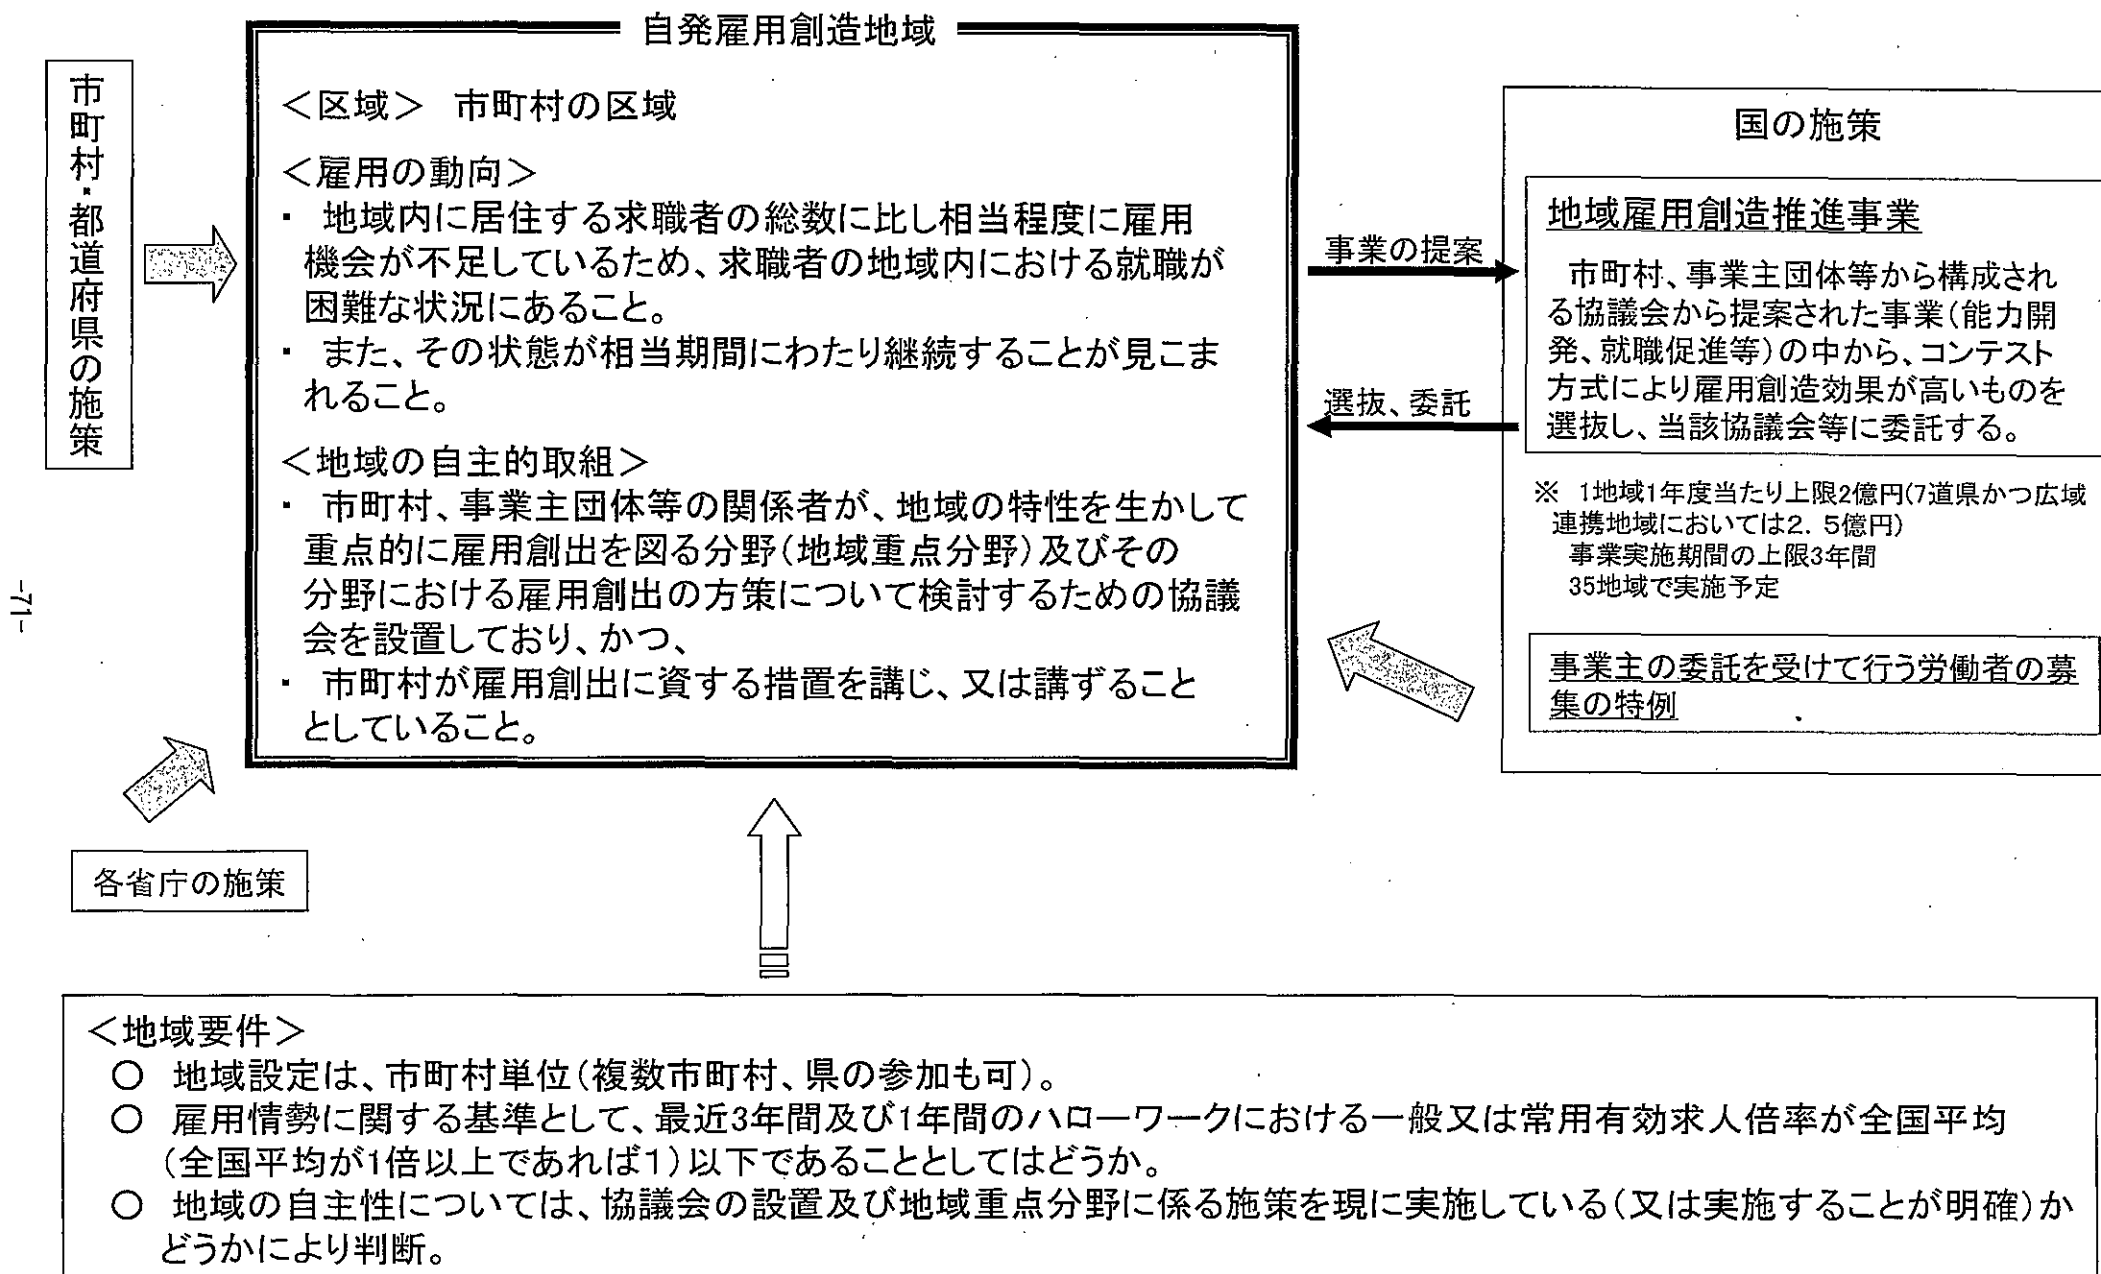 自発雇用創造地域
市町村・都道府県の施策
<区域> 市町村の区域
<雇用の動向>
・ 地域内に居住する求職者の総数に比し相当程度に雇用
機会が不足しているため、求職者の地域内における就職が
困難な状況にあること。
・ また、その状態が相当期間にわたり継続することが見こま
れること。
<地域の自主的取組>
・ 市町村、事業主団体等の関係者が、地域の特性を生かして
重点的に雇用創出を図る分野(地域重点分野)及びその
分野における雇用創出の方策について検討するための協議
会を設置しており、かつ、
・ 市町村が雇用創出に資する措置を講じ、又は講ずること
としていること。
事業の提案
選抜、委託
国の施策
地域雇用創造推進事業
市町村、事業主団体等から構成され
る協議会から提案された事業(能力開
発、就職促進等)の中から、コンテスト
方式により雇用創造効果が高いものを
選抜し、当該協議会等に委託する。
※ 1地域1年度当たり上限2億円(7道県かつ広域
連携地域においては2.5億円)
事業実施期間の上限3年間
35地域で実施予定
事業主の委託を受けて行う労働者の募
集の特例
各省庁の施策
<地域要件>
○ 地域設定は、市町村単位(複数市町村、県の参加も可)。
○ 雇用情勢に関する基準として、最近3年間及び1年間のハローワークにおける一般又は常用有効求人倍率が全国平均
(全国平均が1倍以上であれば1)以下であることとしてはどうか。
○ 地域の自主性については、協議会の設置及び地域重点分野に係る施策を現に実施している(又は実施することが明確)か
どうかにより判断。
-71-